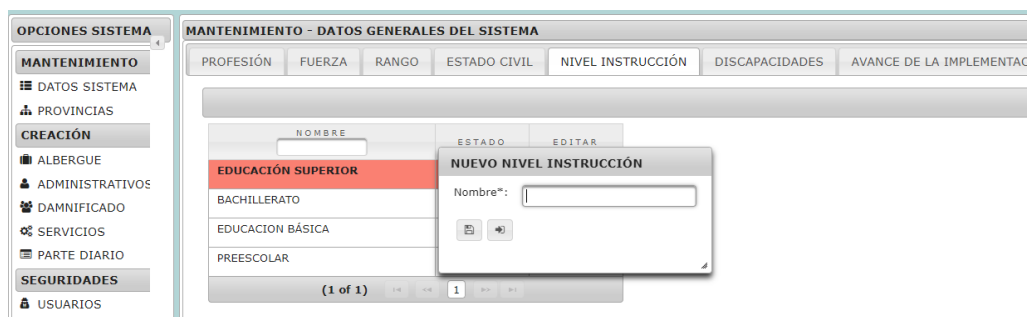 OPCIONES SISTEMA
MANTENIMIENTO
DATOS SISTEMA
PROVINCIAS
CREACIÓN
ALBERGUE
ADMINISTRATIVOS
DAMNIFICADO
SERVICIOS
PARTE DIARIO
SEGURIDADES
USUARIOS
MANTENIMIENTO - DATOS GENERALES DEL SISTEMA
PROFESIÓN FUERZA RANGO ESTADO CIVIL NIVEL INSTRUCCIÓN DISCAPACIDADES AVANCE DE LA IMPLEMENTAC
NOMBRE ESTADO EDITAR
EDUCACIÓN SUPERIOR
BACHILLERATO
EDUCACION BÁSICA
PREESCOLAR
(1 of 1) 1
NUEVO NIVEL INSTRUCCIÓN
Nombre*: